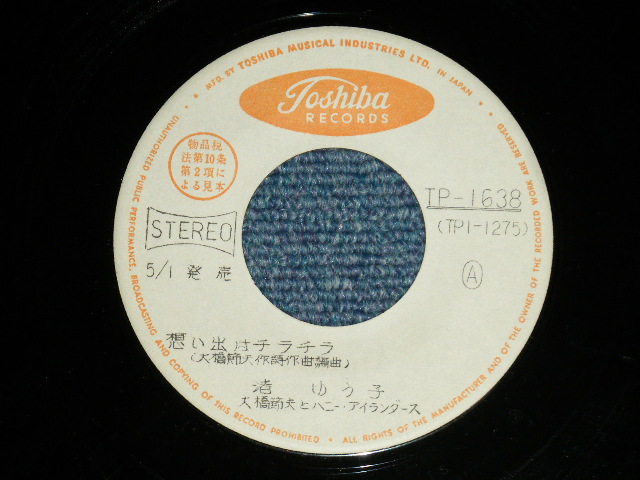 MFD. BY TOSHIBA MUSICAL INDUSTRIES LTD. IN JAPAN •
Toshiba
RECORDS
物品税
法第10条
第2項に
よる見本
STEREO
5/1 発売
TP-1638
(TP1-1275)
A
想い出はチラチラ
(大橋節夫作詩作曲編曲)
渚 ゆう子
大橋節夫とハニー・アイランダース
UNAUTHORIZED PUBLIC PERFORMANCE, BROADCASTING AND COPYING OF THIS RECORD PROHIBITED • ALL RIGHTS OF THE MANUFACTURER AND OF THE OWNER OF THE RECORDED WORK ARE RESERVED